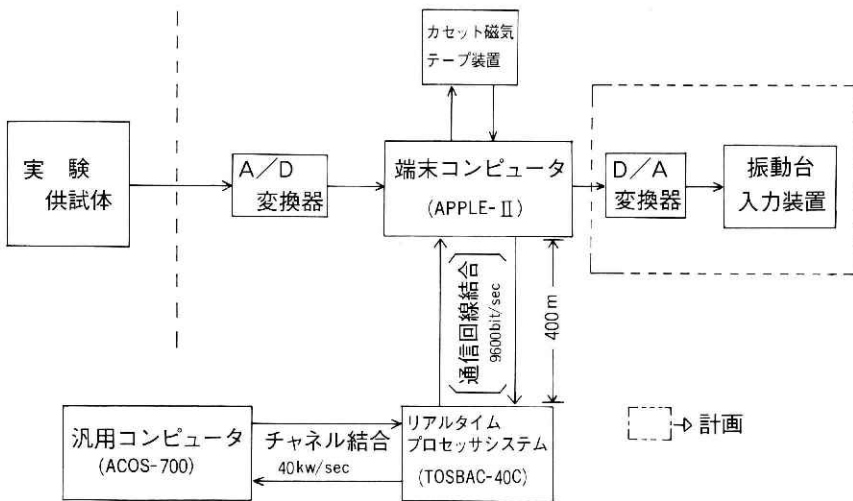 カセット磁気
テープ装置
実　験
供試体
A／D
変換器
端末コンピュータ
(APPLE-Ⅱ)
D／A
変換器
振動台
入力装置
通信回線結合
9600bit/sec
400m
汎用コンピュータ
(ACOS-700)
チャネル結合
40kw/sec
リアルタイム
プロセッサシステム
(TOSBAC-40C)
計画